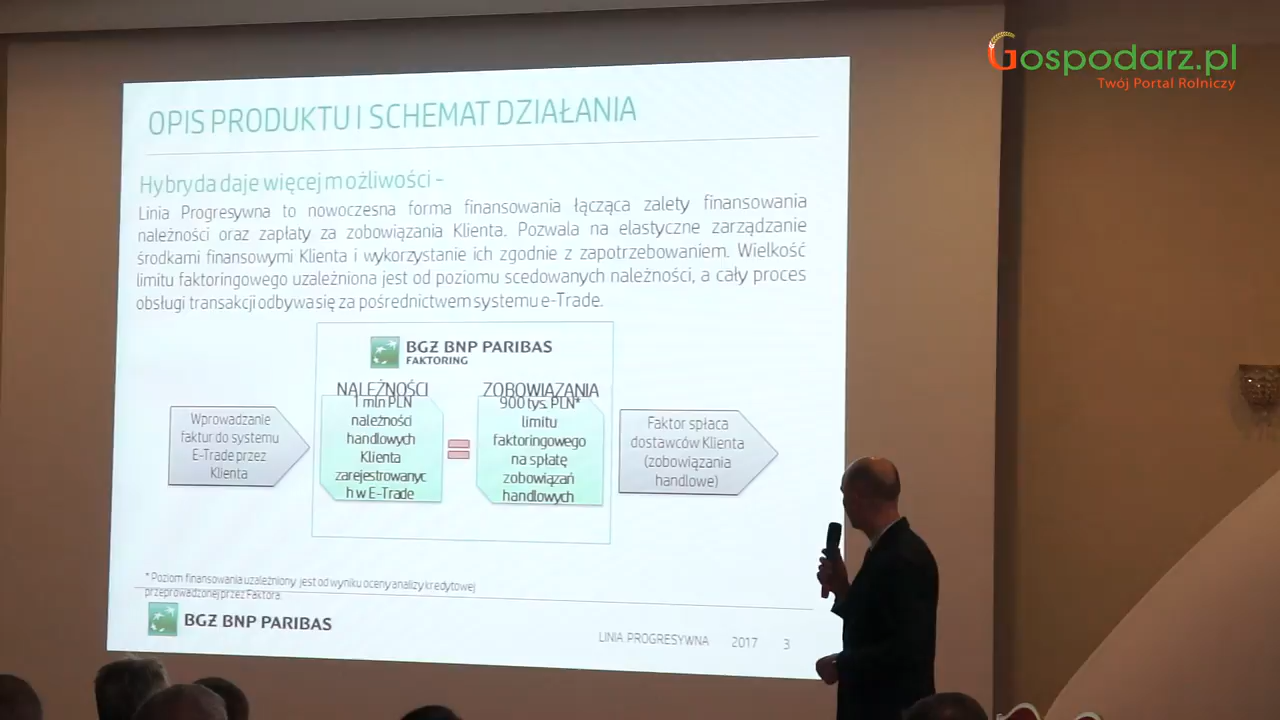 Gospodarz.pl
Twój Portal Rolniczy
OPIS PRODUKTU I SCHEMAT DZIAŁANIA
Hybryda daje więcej możliwości -
Linia Progresywna to nowoczesna forma finansowania łącząca zalety finansowania
należności oraz zapłaty za zobowiązania Klienta. Pozwala na elastyczne zarządzanie
środkami finansowymi Klienta i wykorzystanie ich zgodnie z zapotrzebowaniem. Wielkość
limitu faktoringowego uzależniona jest od poziomu scedowanych należności, a cały proces
obsługi transakcji odbywa się za pośrednictwem systemu e-Trade.
BGŻ BNP PARIBAS
FAKTORING
Wprowadzanie
faktur do systemu
E-Trade przez
Klienta
NALEŻNOŚCI
1 mln PLN
należności
handlowych
Klienta
zarejestrowanyc
h w E-Trade
=
ZOBOWIĄZANIA
900 tys. PLN*
limitu
faktoringowego
na spłatę
zobowiązań
handlowych
Faktor spłaca
dostawców Klienta
(zobowiązania
handlowe)
* Poziom finansowania uzależniony jest od wyniku oceny analizy kredytowej
przeprowadzonej przez Faktora.
BGŻ BNP PARIBAS
LINIA PROGRESYWNA 2017 3